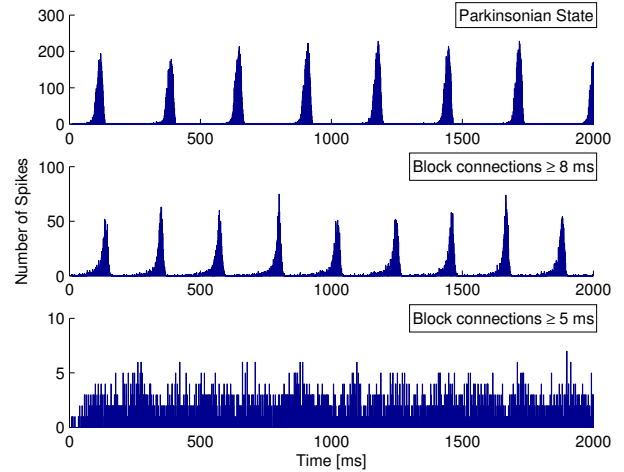 Parkinsonian State
300
200
100
0
0 500 1000 1500 2000
Block connections ≥ 8 ms
100
50
0
0 500 1000 1500 2000
Number of Spikes
Block connections ≥ 5 ms
10
5
0
0 500 1000 1500 2000
Time [ms]